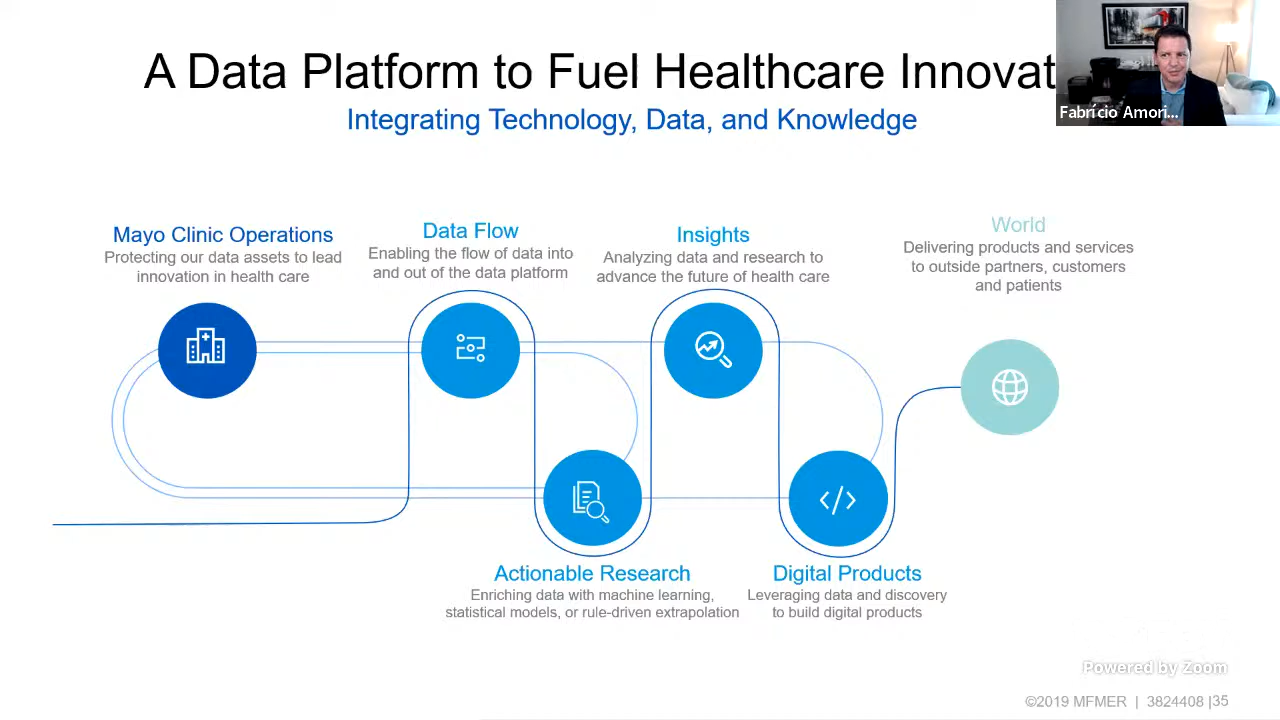 A Data Platform to Fuel Healthcare Innovat
Integrating Technology, Data, and Knowledge
Fabrício Amori...
Mayo Clinic Operations
Protecting our data assets to lead
innovation in health care
Data Flow
Enabling the flow of data into
and out of the data platform
Insights
Analyzing data and research to
advance the future of health care
World
Delivering products and services
to outside partners, customers
and patients
Actionable Research
Enriching data with machine learning,
statistical models, or rule-driven extrapolation
Digital Products
Leveraging data and discovery
to build digital products
Powered by Zoom
©2019 MFMER | 3824408 |35